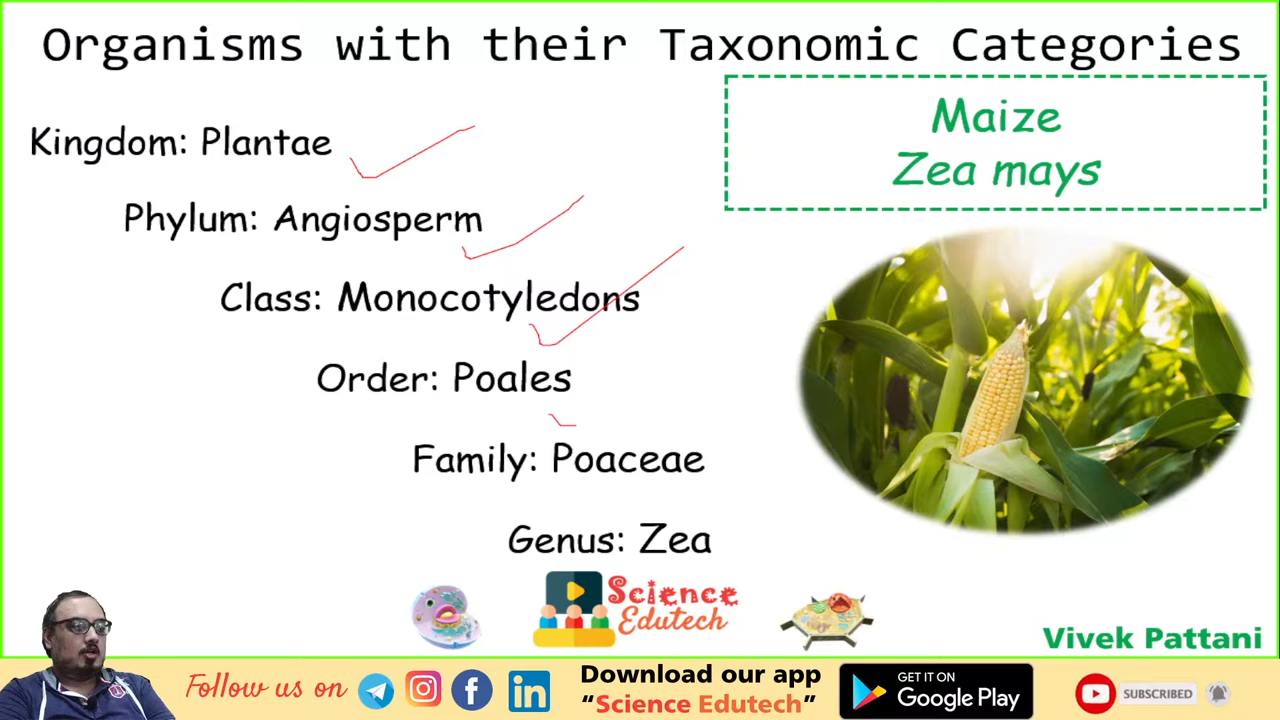 Organisms with their Taxonomic Categories
Maize
Zea mays
Kingdom: Plantae
Phylum: Angiosperm
Class: Monocotyledons
Order: Poales
Family: Poaceae
Genus: Zea
Science
Edutech
Vivek Pattani
Follow us on
Download our app
“Science Edutech”
GET IT ON
Google Play
SUBSCRIBED